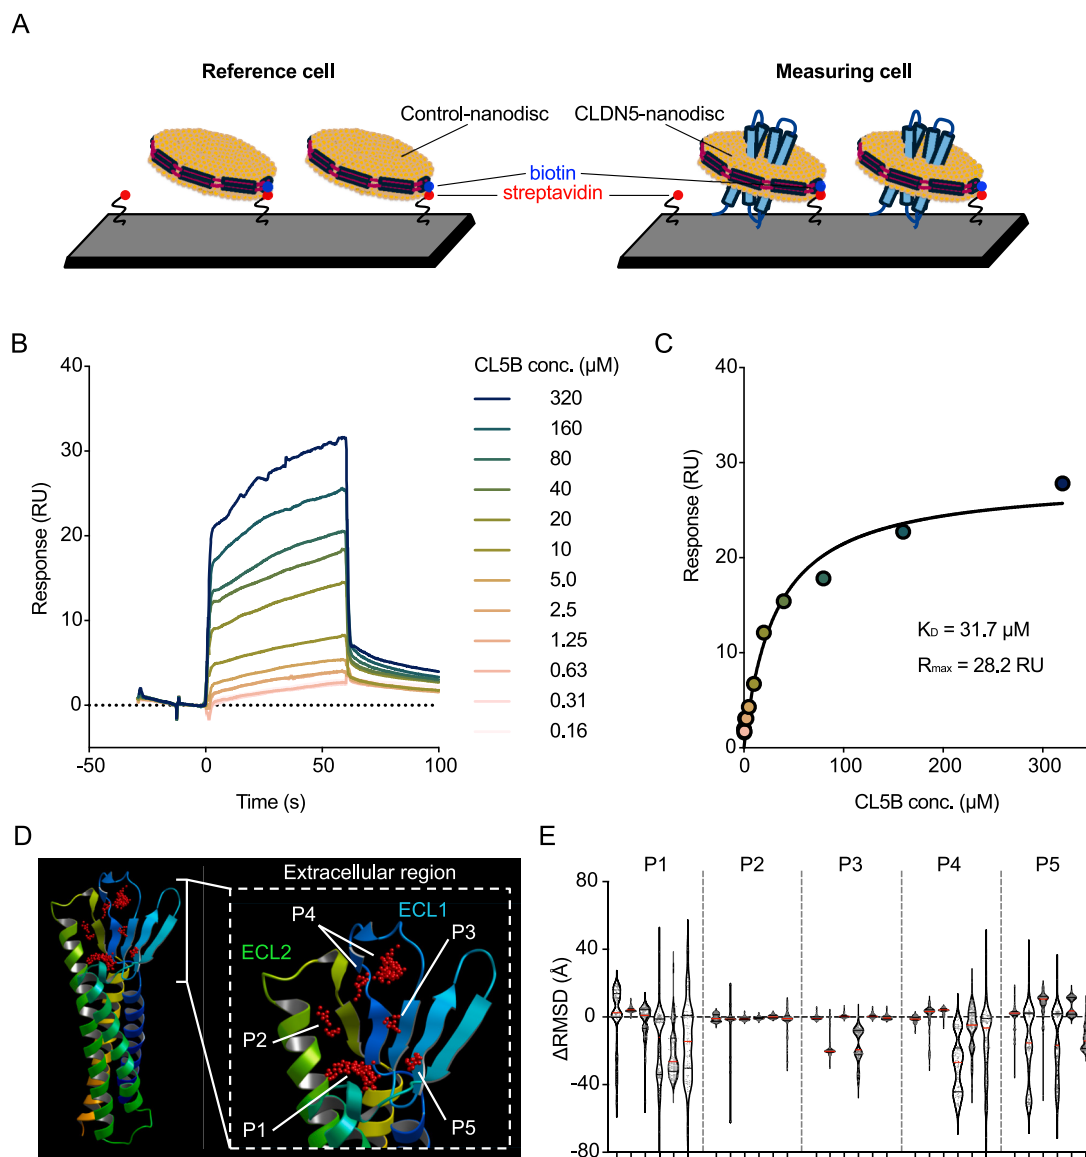 A
Reference cell
Measuring cell
Control-nanodisc
CLDN5-nanodisc
biotin
streptavidin
B
40
30
20
10
0
-50
0
50
100
Response (RU)
Time (s)
CL5B conc. (µM)
320
160
80
40
20
10
5.0
2.5
1.25
0.63
0.31
0.16
C
40
30
20
10
0
0
100
200
300
Response (RU)
CL5B conc. (µM)
KD = 31.7 µM
Rmax = 28.2 RU
D
Extracellular region
P4
ECL1
P3
ECL2
P2
P1
P5
E
P1
P2
P3
P4
P5
80
40
0
-40
-80
ΔRMSD (Å)